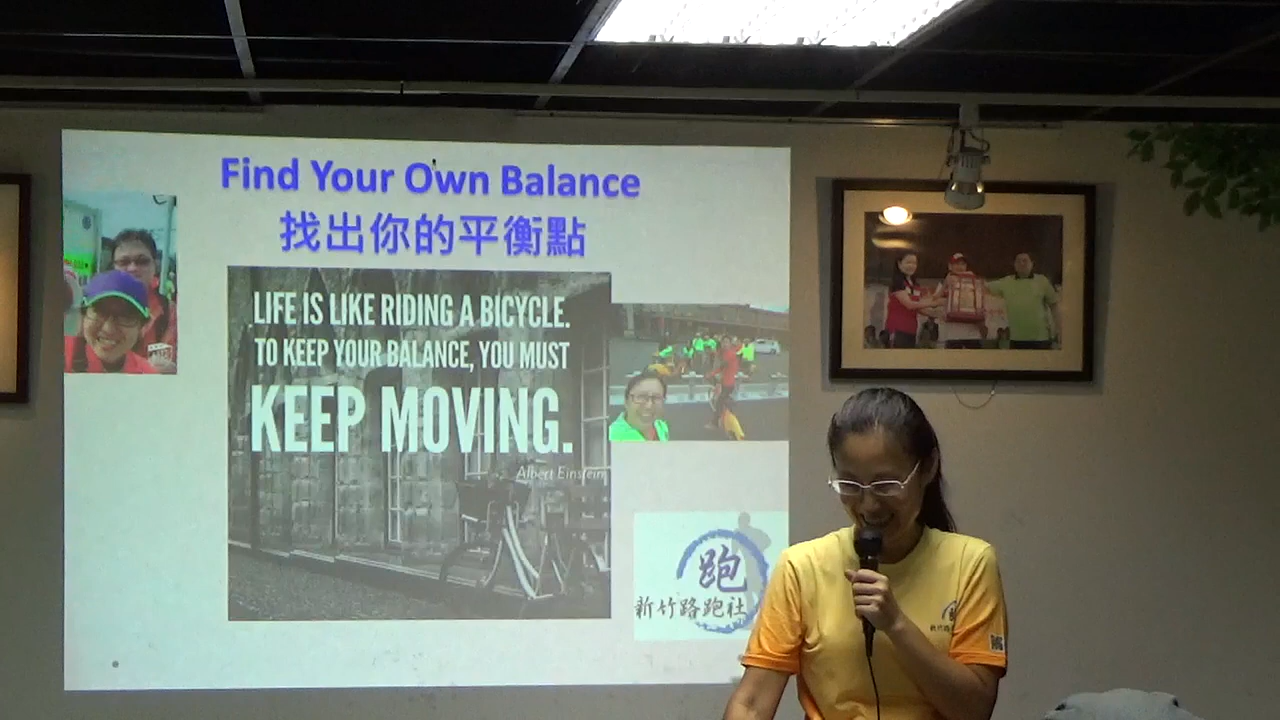 Find Your Own Balance
找出你的平衡點
LIFE IS LIKE RIDING A BICYCLE.
TO KEEP YOUR BALANCE, YOU MUST
KEEP MOVING.
Albert Einstein
跑
新竹路跑社